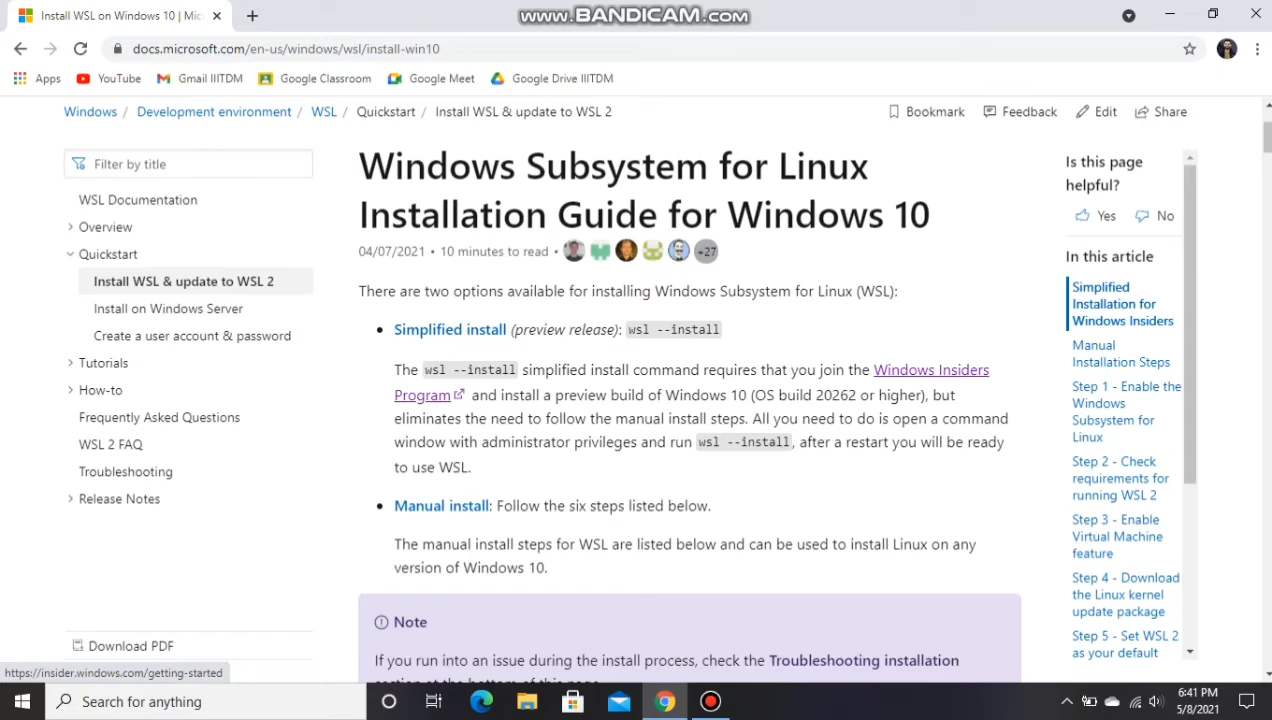 Install WSL on Windows 10 | Mic
www.BANDICAM.com
docs.microsoft.com/en-us/windows/wsl/install-win10
Apps YouTube Gmail IIITDM Google Classroom Google Meet Google Drive IIITDM
Windows / Development environment / WSL / Quickstart / Install WSL & update to WSL 2
Bookmark Feedback Edit Share
Filter by title
WSL Documentation
Overview
Quickstart
Install WSL & update to WSL 2
Install on Windows Server
Create a user account & password
Tutorials
How-to
Frequently Asked Questions
WSL 2 FAQ
Troubleshooting
Release Notes
Download PDF
Windows Subsystem for Linux
Installation Guide for Windows 10
04/07/2021 • 10 minutes to read • +27
There are two options available for installing Windows Subsystem for Linux (WSL):
• Simplified install (preview release): wsl --install
The wsl --install simplified install command requires that you join the Windows Insiders
Program and install a preview build of Windows 10 (OS build 20262 or higher), but
eliminates the need to follow the manual install steps. All you need to do is open a command
window with administrator privileges and run wsl --install, after a restart you will be ready
to use WSL.
• Manual install: Follow the six steps listed below.
The manual install steps for WSL are listed below and can be used to install Linux on any
version of Windows 10.
Note
If you run into an issue during the install process, check the Troubleshooting installation
section at the bottom of this page.
Is this page
helpful?
Yes No
In this article
Simplified
Installation for
Windows Insiders
Manual
Installation Steps
Step 1 - Enable the
Windows
Subsystem for
Linux
Step 2 - Check
requirements for
running WSL 2
Step 3 - Enable
Virtual Machine
feature
Step 4 - Download
the Linux kernel
update package
Step 5 - Set WSL 2
as your default
https://insider.windows.com/getting-started
Search for anything
6:41 PM
5/8/2021